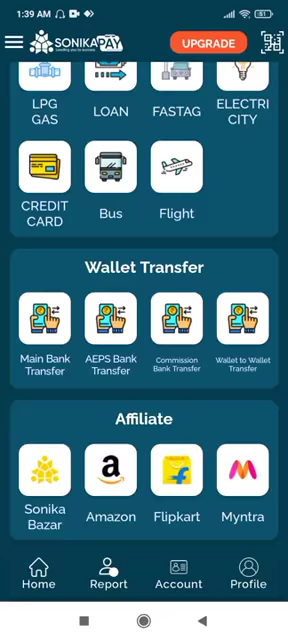 1:39 AM
51
SONIKAPAY
UPGRADE
LPG
GAS
LOAN
FASTAG
ELECTRI
CITY
CREDIT
CARD
Bus
Flight
Wallet Transfer
Main Bank
Transfer
AEPS Bank
Transfer
Commission
Bank Transfer
Wallet to Wallet
Transfer
Affiliate
Sonika
Bazar
Amazon
Flipkart
Myntra
Home
Report
Account
Profile